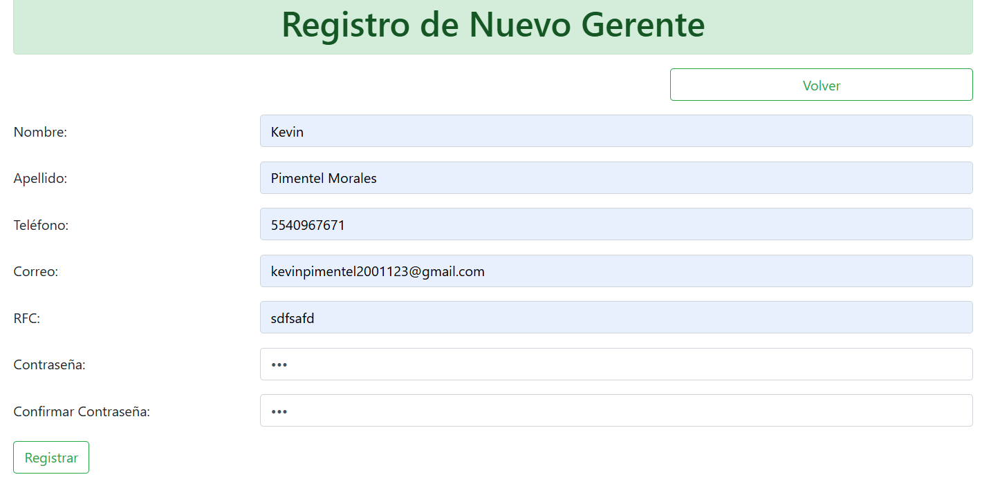 Registro de Nuevo Gerente
Volver
Nombre: Kevin
Apellido: Pimentel Morales
Teléfono: 5540967671
Correo: kevinpimentel2001123@gmail.com
RFC: sdfsafd
Contraseña: •••
Confirmar Contraseña: •••
Registrar